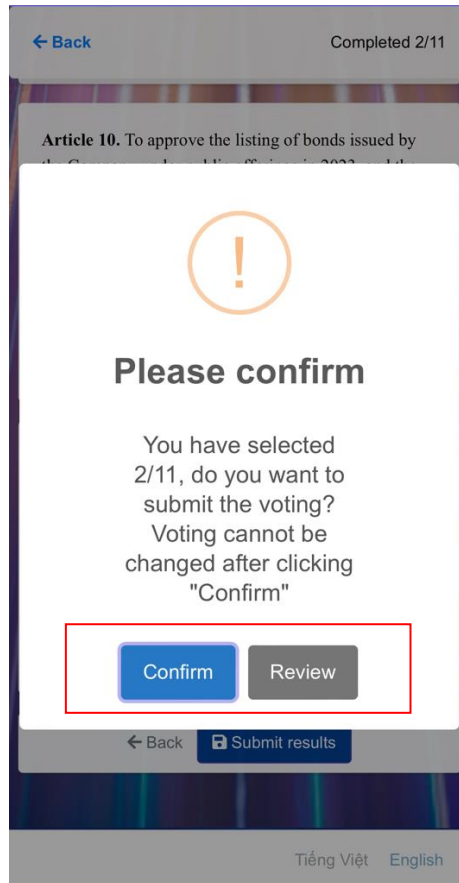 ← Back Completed 2/11
Article 10. To approve the listing of bonds issued by
!
Please confirm
You have selected
2/11, do you want to
submit the voting?
Voting cannot be
changed after clicking
"Confirm"
Confirm Review
← Back Submit results
Tiếng Việt English